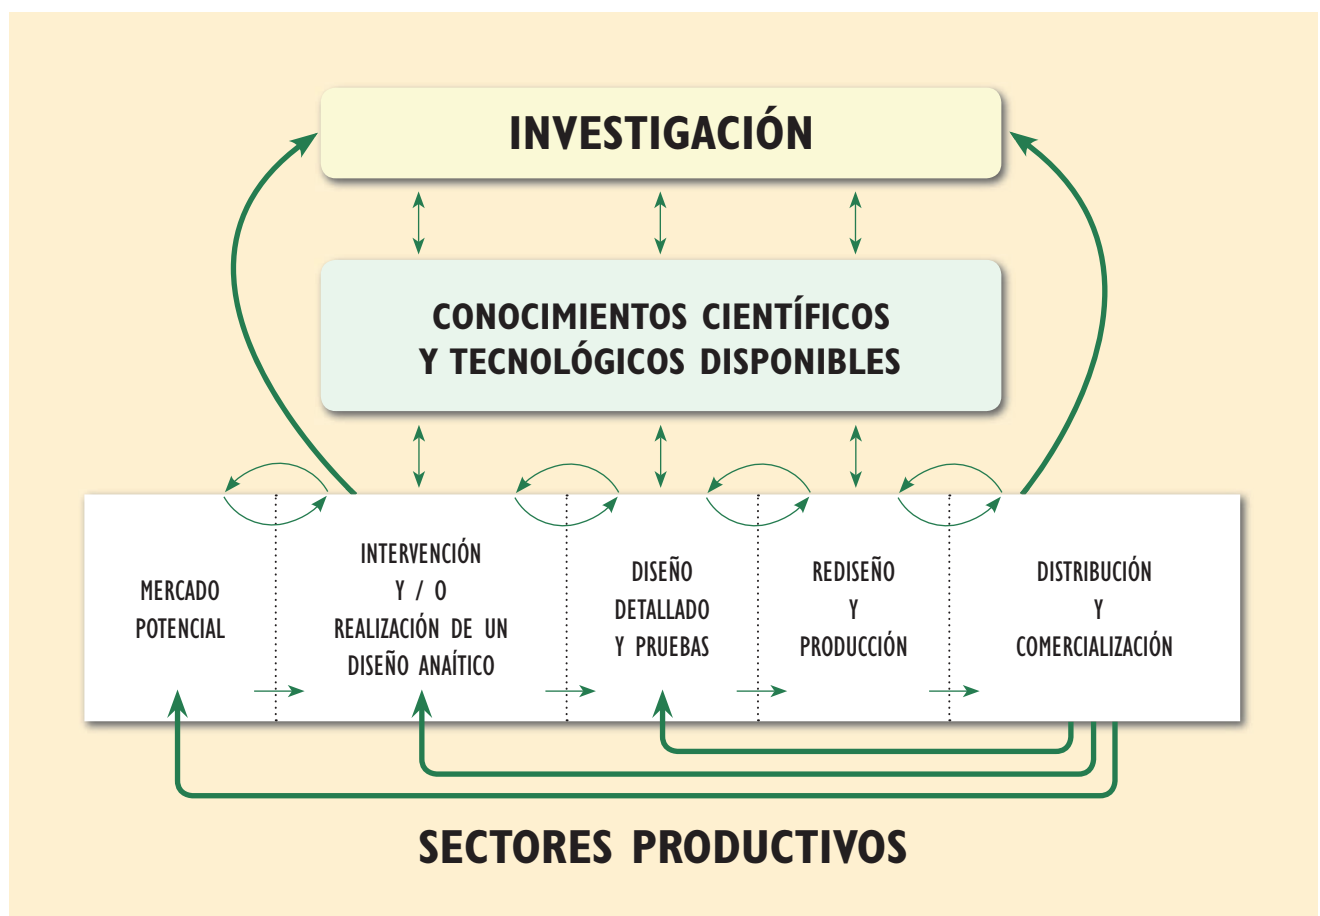 INVESTIGACIÓN
CONOCIMIENTOS CIENTÍFICOS
Y TECNOLÓGICOS DISPONIBLES
MERCADO
POTENCIAL
INTERVENCIÓN
Y / O
REALIZACIÓN DE UN
DISEÑO ANAÍTICO
DISEÑO
DETALLADO
Y PRUEBAS
REDISEÑO
Y
PRODUCCIÓN
DISTRIBUCIÓN
Y
COMERCIALIZACIÓN
SECTORES PRODUCTIVOS